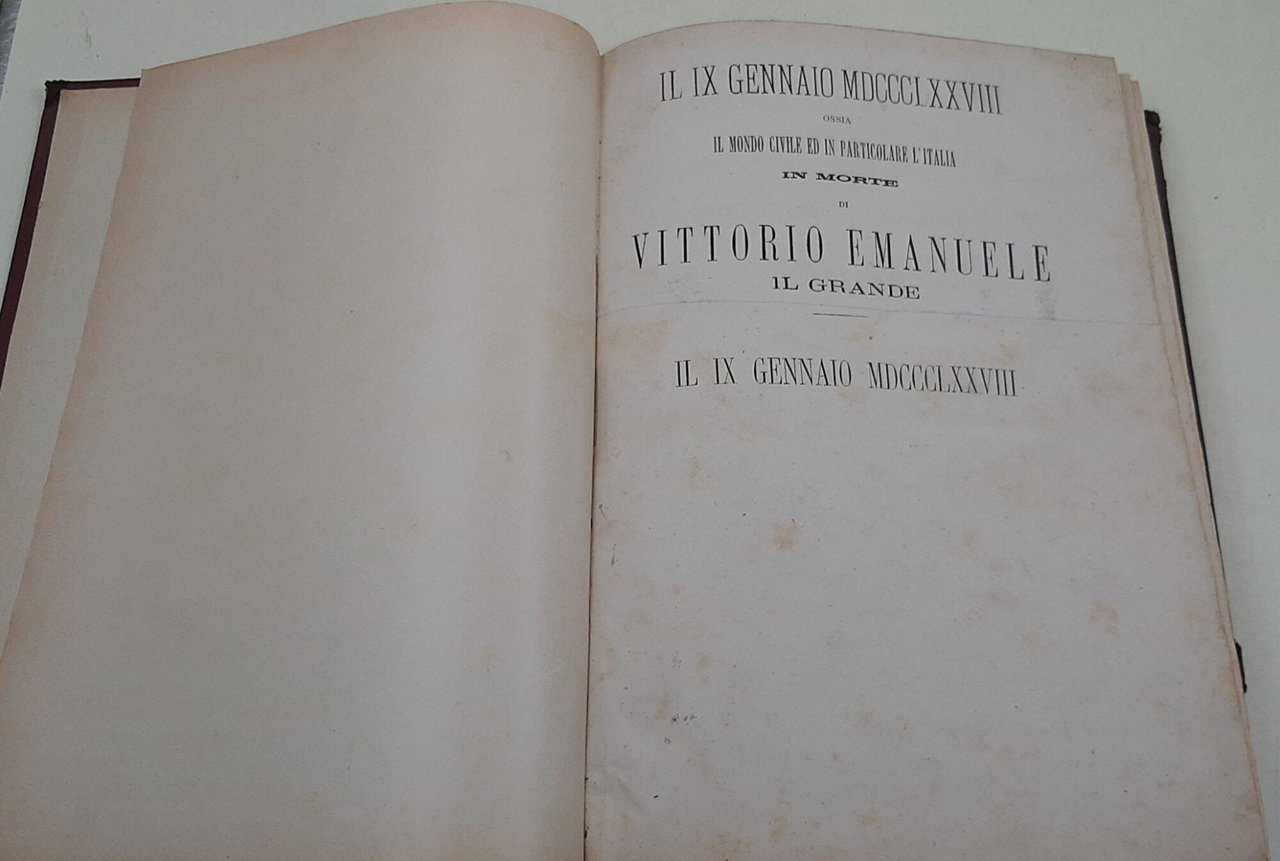 IL IX GENNAIO MDCCCLXXVIII
OSSIA
IL MONDO CIVILE ED IN PARTICOLARE L'ITALIA
IN MORTE
DI
VITTORIO EMANUELE
IL GRANDE
IL IX GENNAIO MDCCCLXXVIII